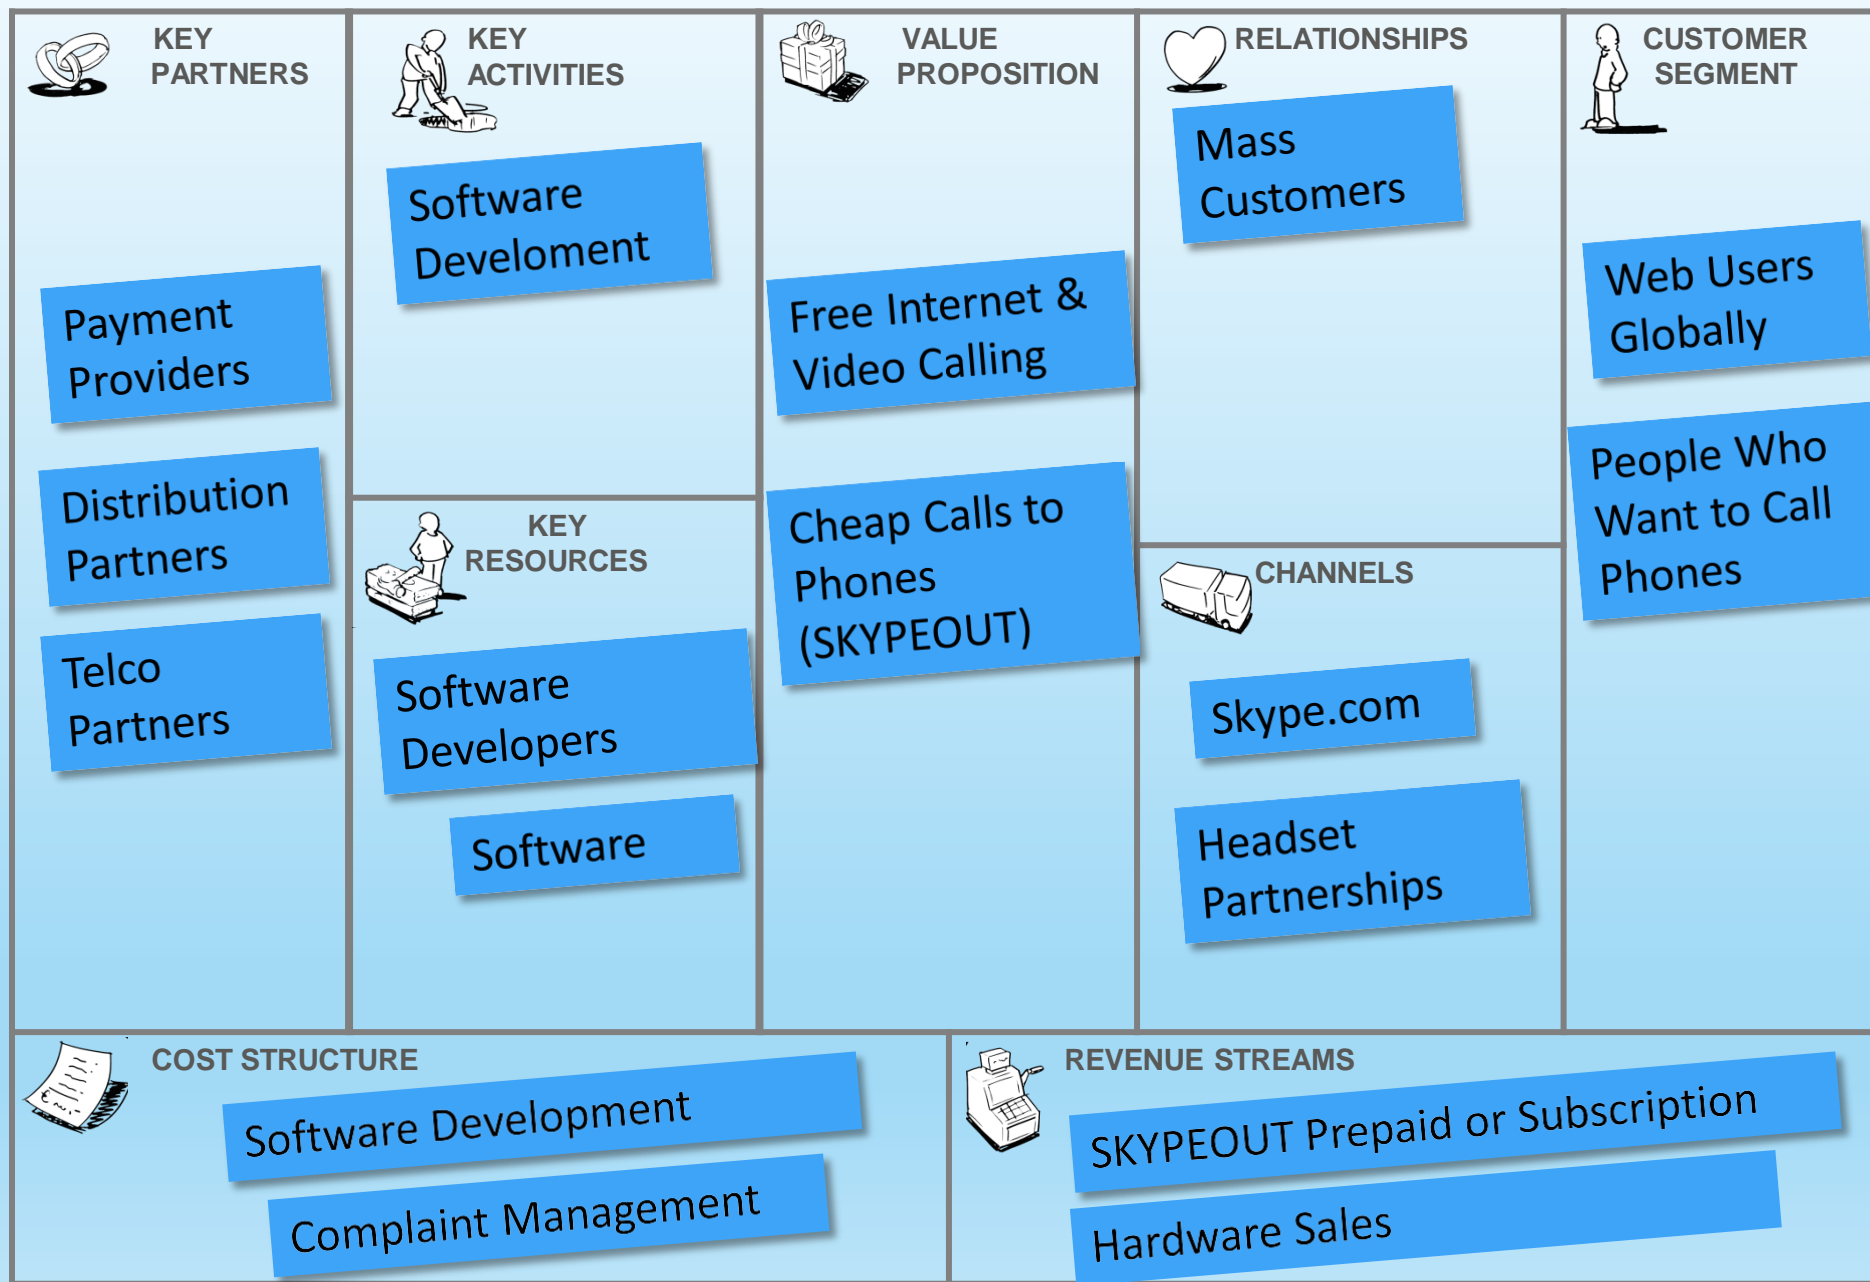 KEY
PARTNERS
Payment
Providers
Distribution
Partners
Telco
Partners
KEY
ACTIVITIES
Software
Develoment
KEY
RESOURCES
Software
Developers
Software
VALUE
PROPOSITION
Free Internet &
Video Calling
Cheap Calls to
Phones
(SKYPEOUT)
RELATIONSHIPS
Mass
Customers
CHANNELS
Skype.com
Headset
Partnerships
CUSTOMER
SEGMENT
Web Users
Globally
People Who
Want to Call
Phones
COST STRUCTURE
Software Development
Complaint Management
REVENUE STREAMS
SKYPEOUT Prepaid or Subscription
Hardware Sales